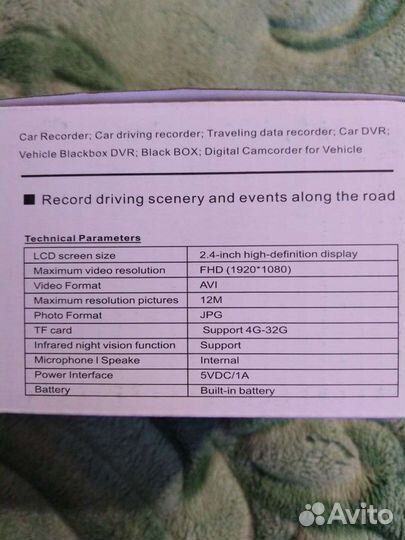 Car Recorder; Car driving recorder; Traveling data recorder; Car DVR;
Vehicle Blackbox DVR; Black BOX; Digital Camcorder for Vehicle
■ Record driving scenery and events along the road
Technical Parameters
LCD screen size 2.4-inch high-definition display
Maximum video resolution FHD (1920*1080)
Video Format AVI
Maximum resolution pictures 12M
Photo Format JPG
TF card Support 4G-32G
Infrared night vision function Support
Microphone I Speake Internal
Power Interface 5VDC/1A
Battery Built-in battery
Avito